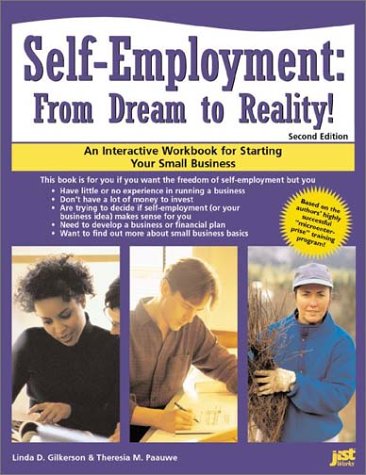 Self-Employment:
From Dream to Reality!
Second Edition
An Interactive Workbook for Starting
Your Small Business
This book is for you if you want the freedom of self-employment but you
• Have little or no experience in running a business
• Don't have a lot of money to invest
• Are trying to decide if self-employment (or your
business idea) makes sense for you
• Need to develop a business or financial plan
• Want to find out more about small business basics
Based on the
authors' highly
successful
"microenter-
prise" training
program!
Linda D. Gilkerson & Theresia M. Paauwe
jist
Works